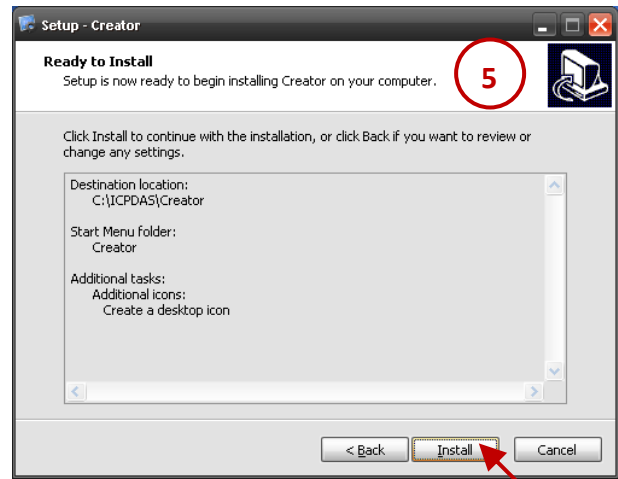 Setup - Creator
Ready to Install
Setup is now ready to begin installing Creator on your computer.
5
Click Install to continue with the installation, or click Back if you want to review or
change any settings.
Destination location:
C:\ICPDAS\Creator
Start Menu folder:
Creator
Additional tasks:
Additional icons:
Create a desktop icon
< Back
Install
Cancel